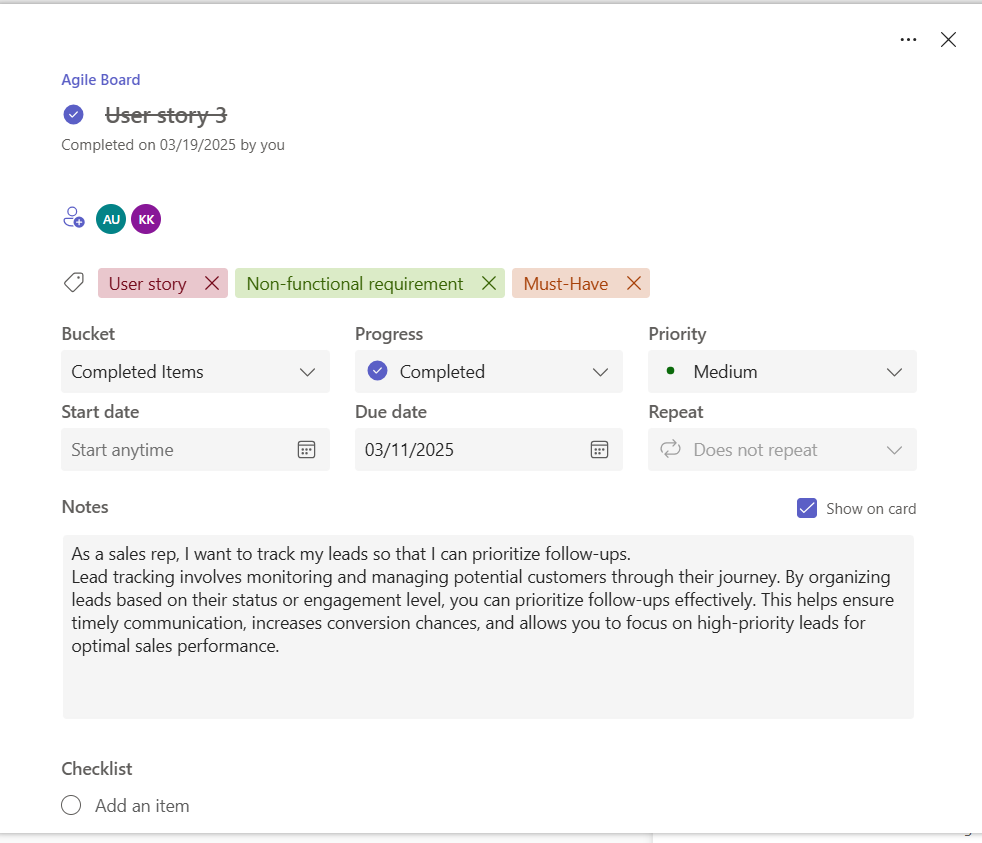 Agile Board
User story 3
Completed on 03/19/2025 by you
AU KK
User story Non-functional requirement Must-Have
Bucket Progress Priority
Completed Items Completed Medium
Start date Due date Repeat
Start anytime 03/11/2025 Does not repeat
Notes Show on card
As a sales rep, I want to track my leads so that I can prioritize follow-ups.
Lead tracking involves monitoring and managing potential customers through their journey. By organizing
leads based on their status or engagement level, you can prioritize follow-ups effectively. This helps ensure
timely communication, increases conversion chances, and allows you to focus on high-priority leads for
optimal sales performance.
Checklist
Add an item